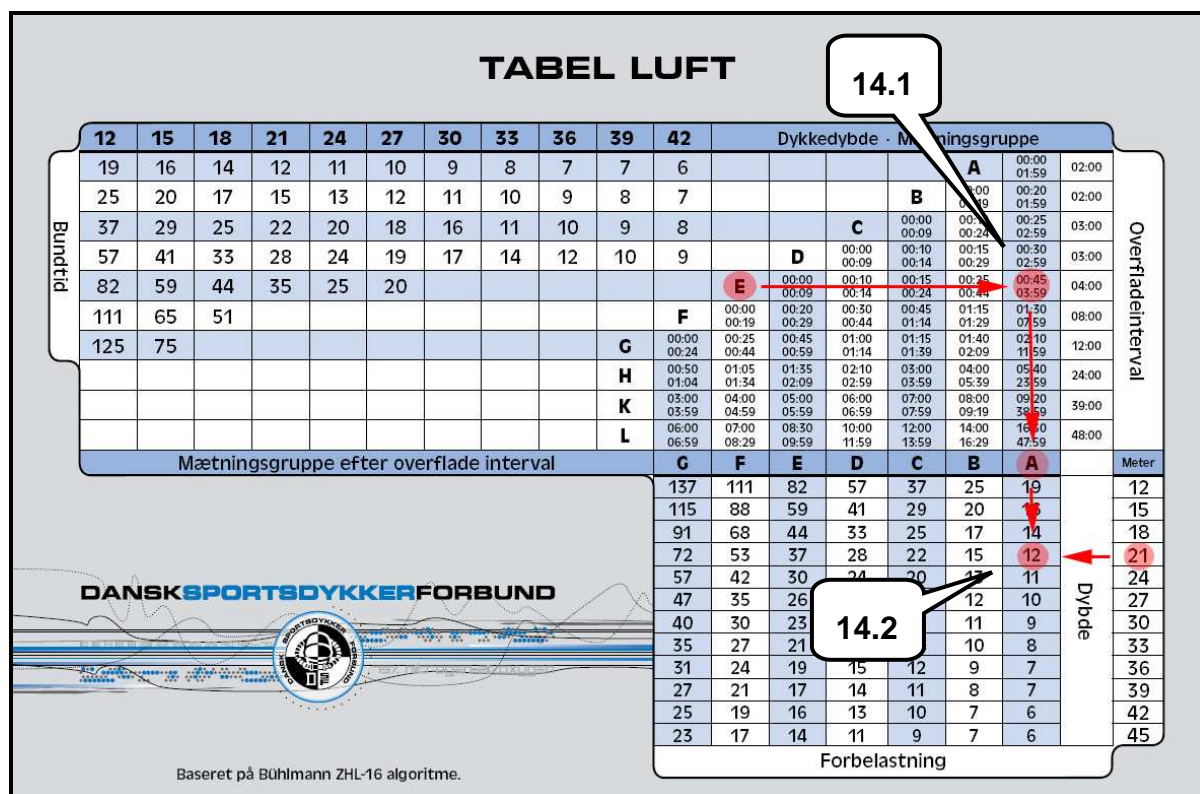 TABEL LUFT
14.1
12 15 18 21 24 27 30 33 36 39 42 Dykkedybde ·
Bundtid
Overfladeinterval
19 16 14 12 11 10 9 8 7 7 6 A 00:00 01:59 02:00
25 20 17 15 13 12 11 10 9 8 7 B 00:20 01:59 02:00
37 29 25 22 20 18 16 11 10 9 8 C 00:00 00:09 00:24 00:25 02:59 03:00
57 41 33 28 24 19 17 14 12 10 9 D 00:00 00:09 00:10 00:14 00:15 00:29 00:30 02:59 03:00
82 59 44 35 25 20 E 00:00 00:09 00:10 00:14 00:15 00:24 00:25 00:44 00:45 03:59 04:00
111 65 51 F 00:00 00:19 00:20 00:29 00:30 00:44 00:45 01:14 01:15 01:29 01:30 07:59 08:00
125 75 G 00:00 00:24 00:25 00:44 00:45 00:59 01:00 01:14 01:15 01:39 01:40 02:09 02:10 11:59 12:00
H 00:50 01:04 01:05 01:34 01:35 02:09 02:10 02:59 03:00 03:59 04:00 05:39 05:40 23:59 24:00
K 03:00 03:59 04:00 04:59 05:00 05:59 06:00 06:59 07:00 07:59 08:00 09:19 09:20 38:59 39:00
L 06:00 06:59 07:00 08:29 08:30 09:59 10:00 11:59 12:00 13:59 14:00 16:29 16:30 47:59 48:00
Mætningsgruppe efter overflade interval G F E D C B A Meter
137 111 82 57 37 25 19 12
115 88 59 41 29 20 15
91 68 44 33 25 17 14 18
72 53 37 28 22 15 12 21
57 42 30 24 20 13 11 24
47 35 26 12 10 27
40 30 23 11 9 30
35 27 21 10 8 33
31 24 19 15 12 9 7 36
27 21 17 14 11 8 7 39
25 19 16 13 10 7 6 42
23 17 14 11 9 7 6 45
Dybde
14.2
Forbelastning
DANSKSPORTSDYKKERFORBUND
DANSK SPORTSDYKKER FORBUND
Baseret på Bühlmann ZHL-16 algoritme.